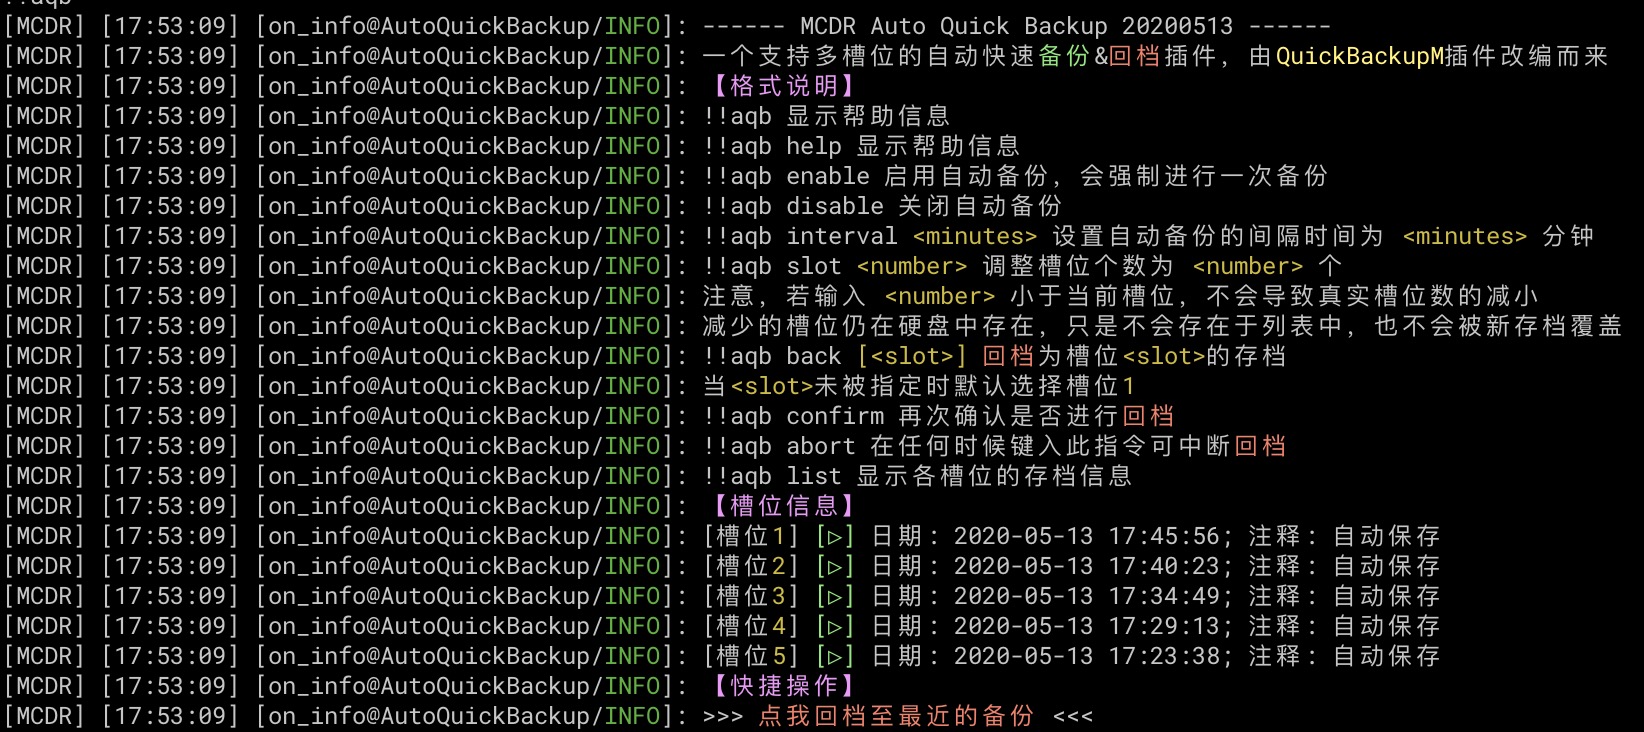 !!aqb
[MCDR] [17:53:09] [on_info@AutoQuickBackup/INFO]: ------ MCDR Auto Quick Backup 20200513 ------
[MCDR] [17:53:09] [on_info@AutoQuickBackup/INFO]: 一个支持多槽位的自动快速备份&回档插件，由QuickBackupM插件改编而来
[MCDR] [17:53:09] [on_info@AutoQuickBackup/INFO]: 【格式说明】
[MCDR] [17:53:09] [on_info@AutoQuickBackup/INFO]: !!aqb 显示帮助信息
[MCDR] [17:53:09] [on_info@AutoQuickBackup/INFO]: !!aqb help 显示帮助信息
[MCDR] [17:53:09] [on_info@AutoQuickBackup/INFO]: !!aqb enable 启用自动备份，会强制进行一次备份
[MCDR] [17:53:09] [on_info@AutoQuickBackup/INFO]: !!aqb disable 关闭自动备份
[MCDR] [17:53:09] [on_info@AutoQuickBackup/INFO]: !!aqb interval <minutes> 设置自动备份的间隔时间为 <minutes> 分钟
[MCDR] [17:53:09] [on_info@AutoQuickBackup/INFO]: !!aqb slot <number> 调整槽位个数为 <number> 个
[MCDR] [17:53:09] [on_info@AutoQuickBackup/INFO]: 注意，若输入 <number> 小于当前槽位，不会导致真实槽位数的减小
[MCDR] [17:53:09] [on_info@AutoQuickBackup/INFO]: 减少的槽位仍在硬盘中存在，只是不会存在于列表中，也不会被新存档覆盖
[MCDR] [17:53:09] [on_info@AutoQuickBackup/INFO]: !!aqb back [<slot>] 回档为槽位<slot>的存档
[MCDR] [17:53:09] [on_info@AutoQuickBackup/INFO]: 当<slot>未被指定时默认选择槽位1
[MCDR] [17:53:09] [on_info@AutoQuickBackup/INFO]: !!aqb confirm 再次确认是否进行回档
[MCDR] [17:53:09] [on_info@AutoQuickBackup/INFO]: !!aqb abort 在任何时候键入此指令可中断回档
[MCDR] [17:53:09] [on_info@AutoQuickBackup/INFO]: !!aqb list 显示各槽位的存档信息
[MCDR] [17:53:09] [on_info@AutoQuickBackup/INFO]: 【槽位信息】
[MCDR] [17:53:09] [on_info@AutoQuickBackup/INFO]: [槽位1] [▷] 日期: 2020-05-13 17:45:56; 注释: 自动保存
[MCDR] [17:53:09] [on_info@AutoQuickBackup/INFO]: [槽位2] [▷] 日期: 2020-05-13 17:40:23; 注释: 自动保存
[MCDR] [17:53:09] [on_info@AutoQuickBackup/INFO]: [槽位3] [▷] 日期: 2020-05-13 17:34:49; 注释: 自动保存
[MCDR] [17:53:09] [on_info@AutoQuickBackup/INFO]: [槽位4] [▷] 日期: 2020-05-13 17:29:13; 注释: 自动保存
[MCDR] [17:53:09] [on_info@AutoQuickBackup/INFO]: [槽位5] [▷] 日期: 2020-05-13 17:23:38; 注释: 自动保存
[MCDR] [17:53:09] [on_info@AutoQuickBackup/INFO]: 【快捷操作】
[MCDR] [17:53:09] [on_info@AutoQuickBackup/INFO]: >>> 点我回档至最近的备份 <<<